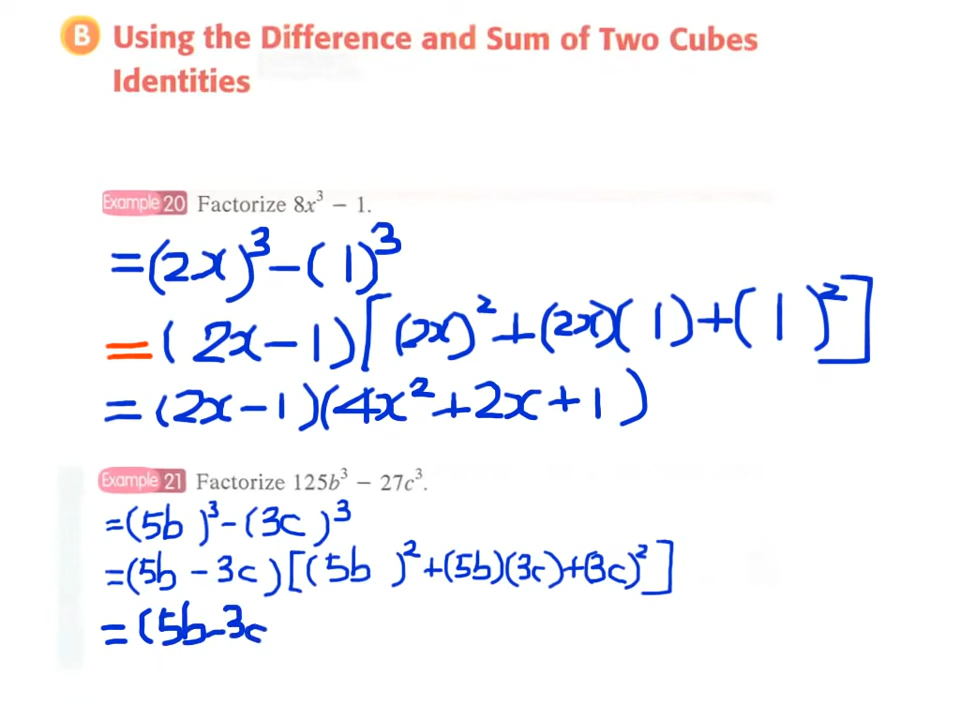 B Using the Difference and Sum of Two Cubes
Identities
Example 20 Factorize 8x³ − 1.
=(2x)³−(1)³
=(2x−1)[(2x)²+(2x)(1)+(1)²]
=(2x−1)(4x²+2x+1)
Example 21 Factorize 125b³ − 27c³.
=(5b)³−(3c)³
=(5b−3c)[(5b)²+(5b)(3c)+(3c)²]
=(5b−3c